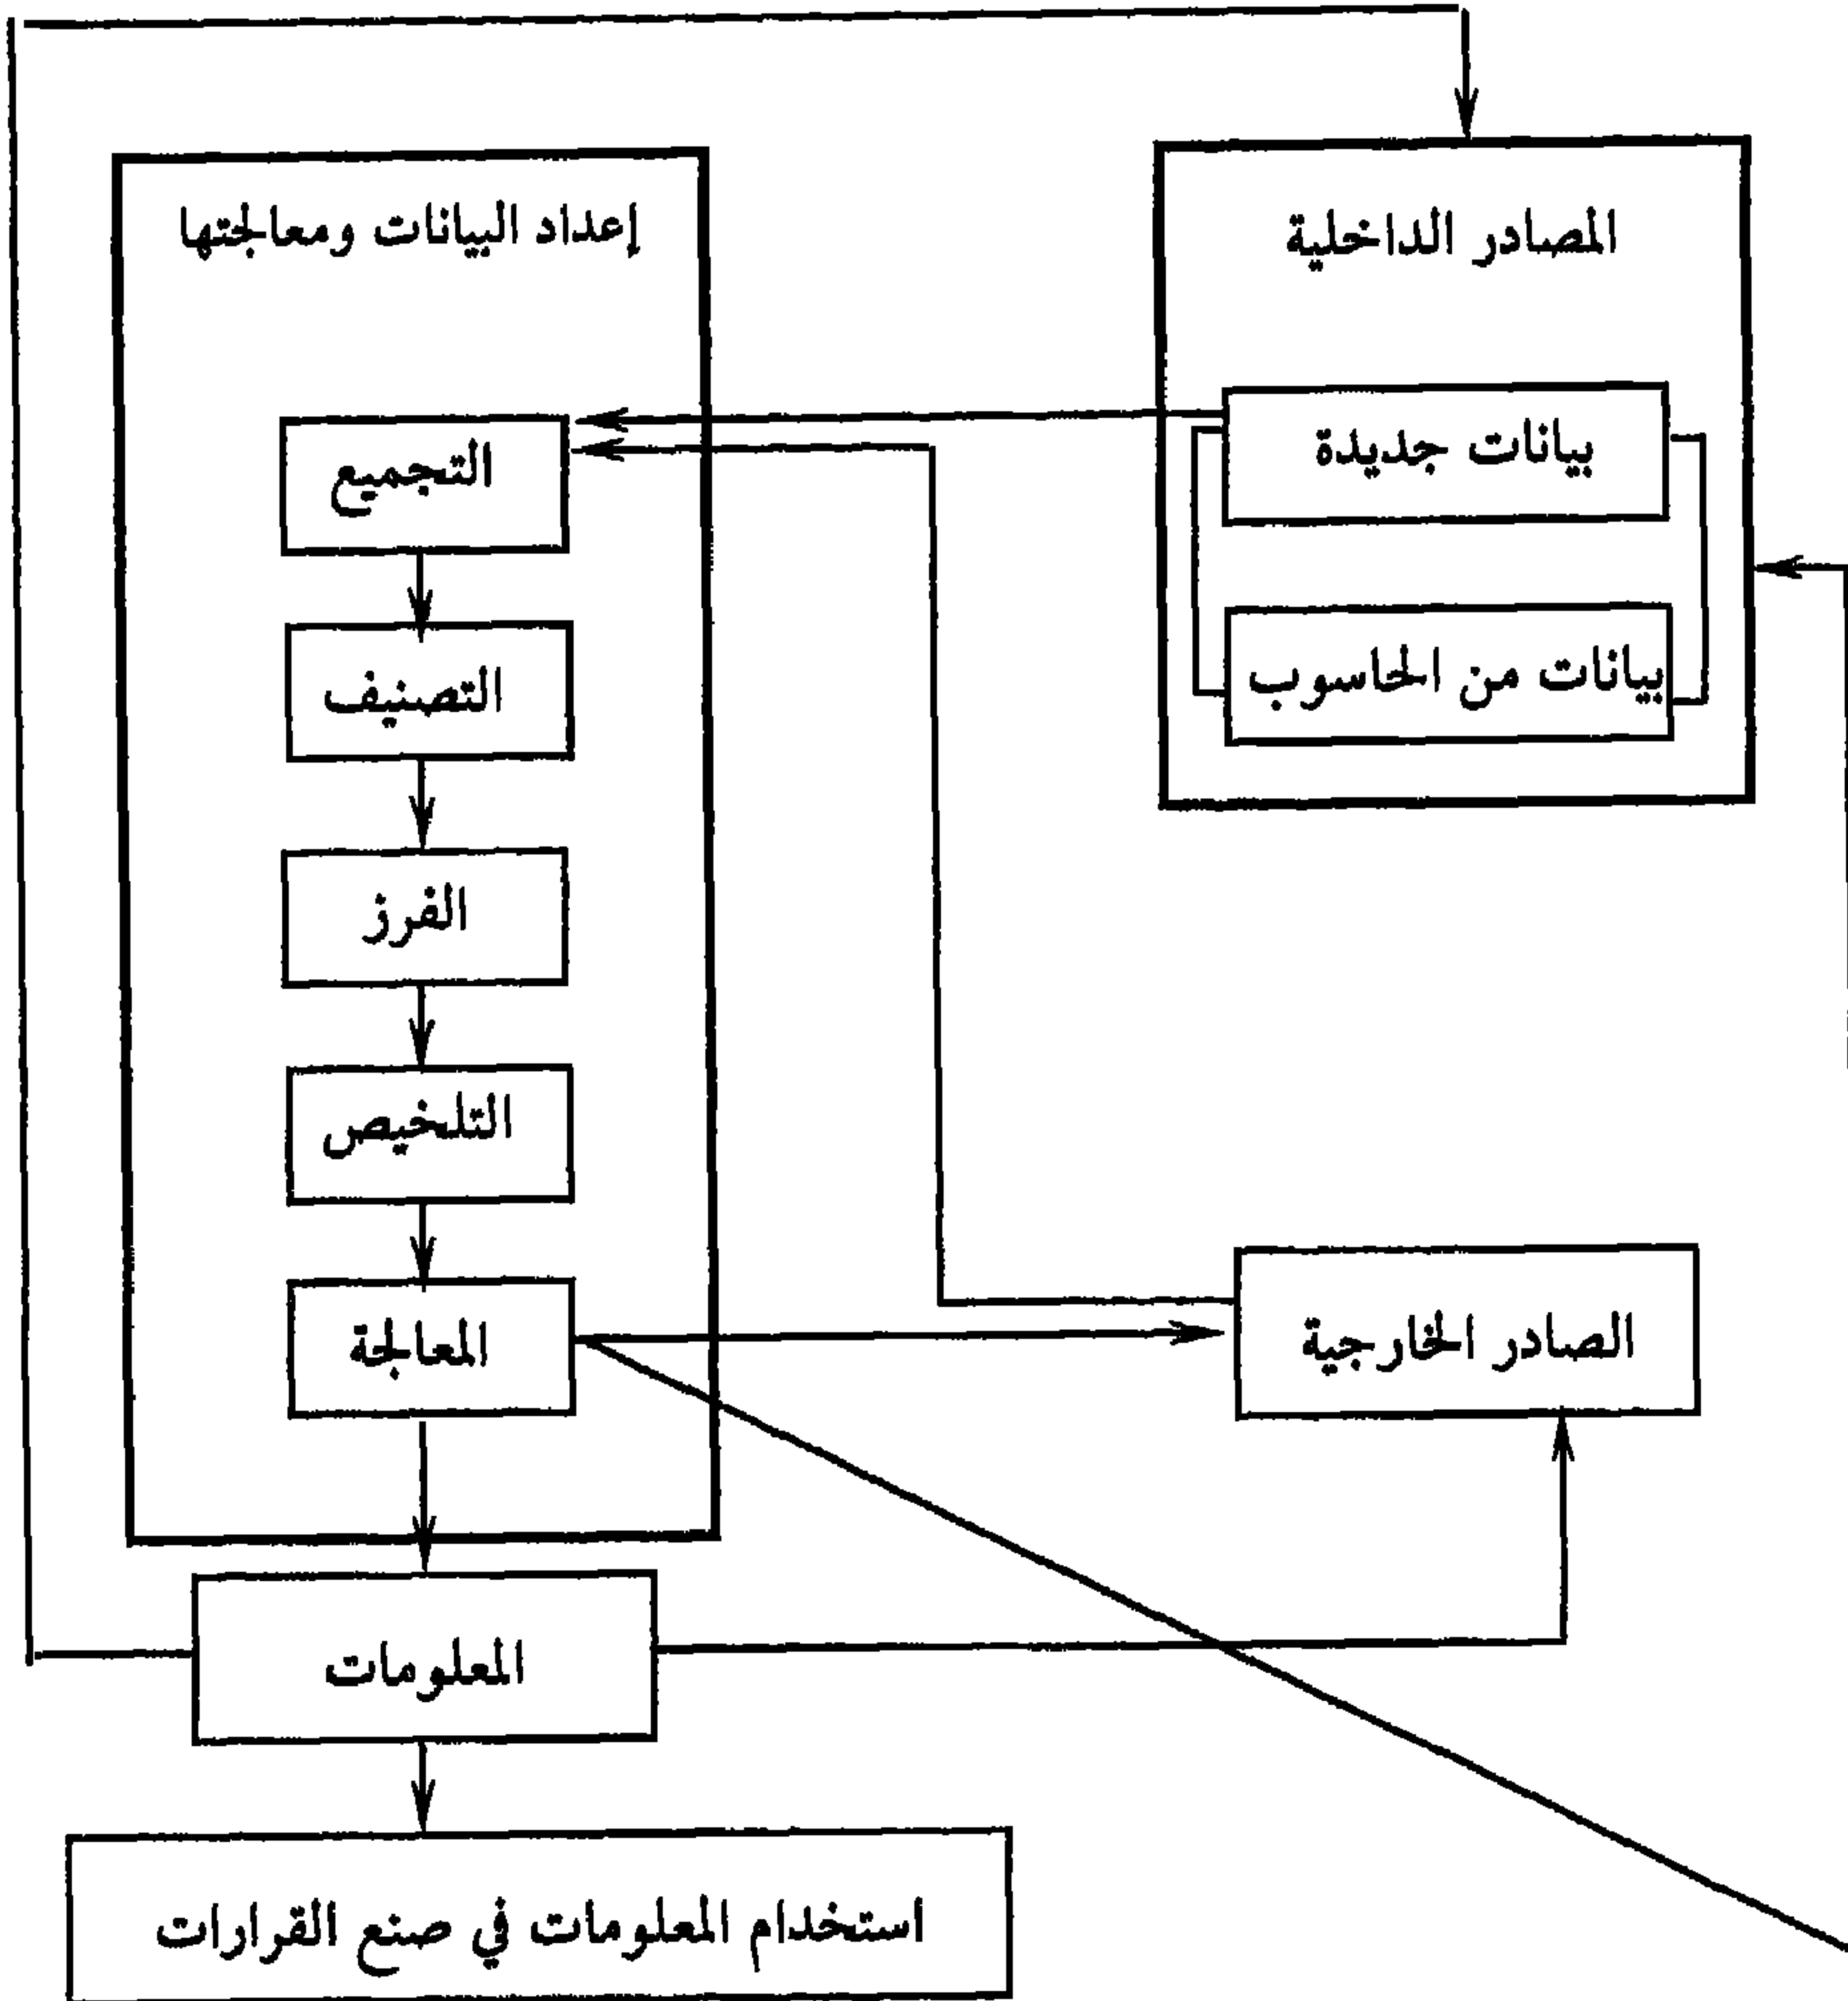 المصادر الداخلية
بيانات جديدة
بيانات من الحاسوب
إعداد البيانات ومعالجتها
التجميع
التصنيف
الفرز
التلخيص
المعالجة
الصادر الخارجية
المعلومات
استخدام المعلومات في صنع القرارات